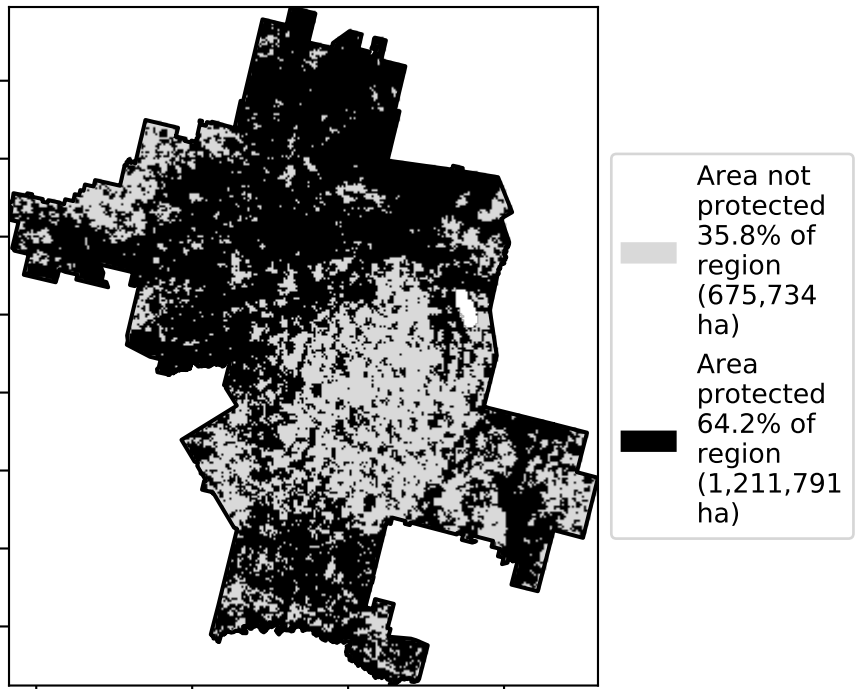 Area not
protected
35.8% of
region
(675,734
ha)
Area
protected
64.2% of
region
(1,211,791
ha)